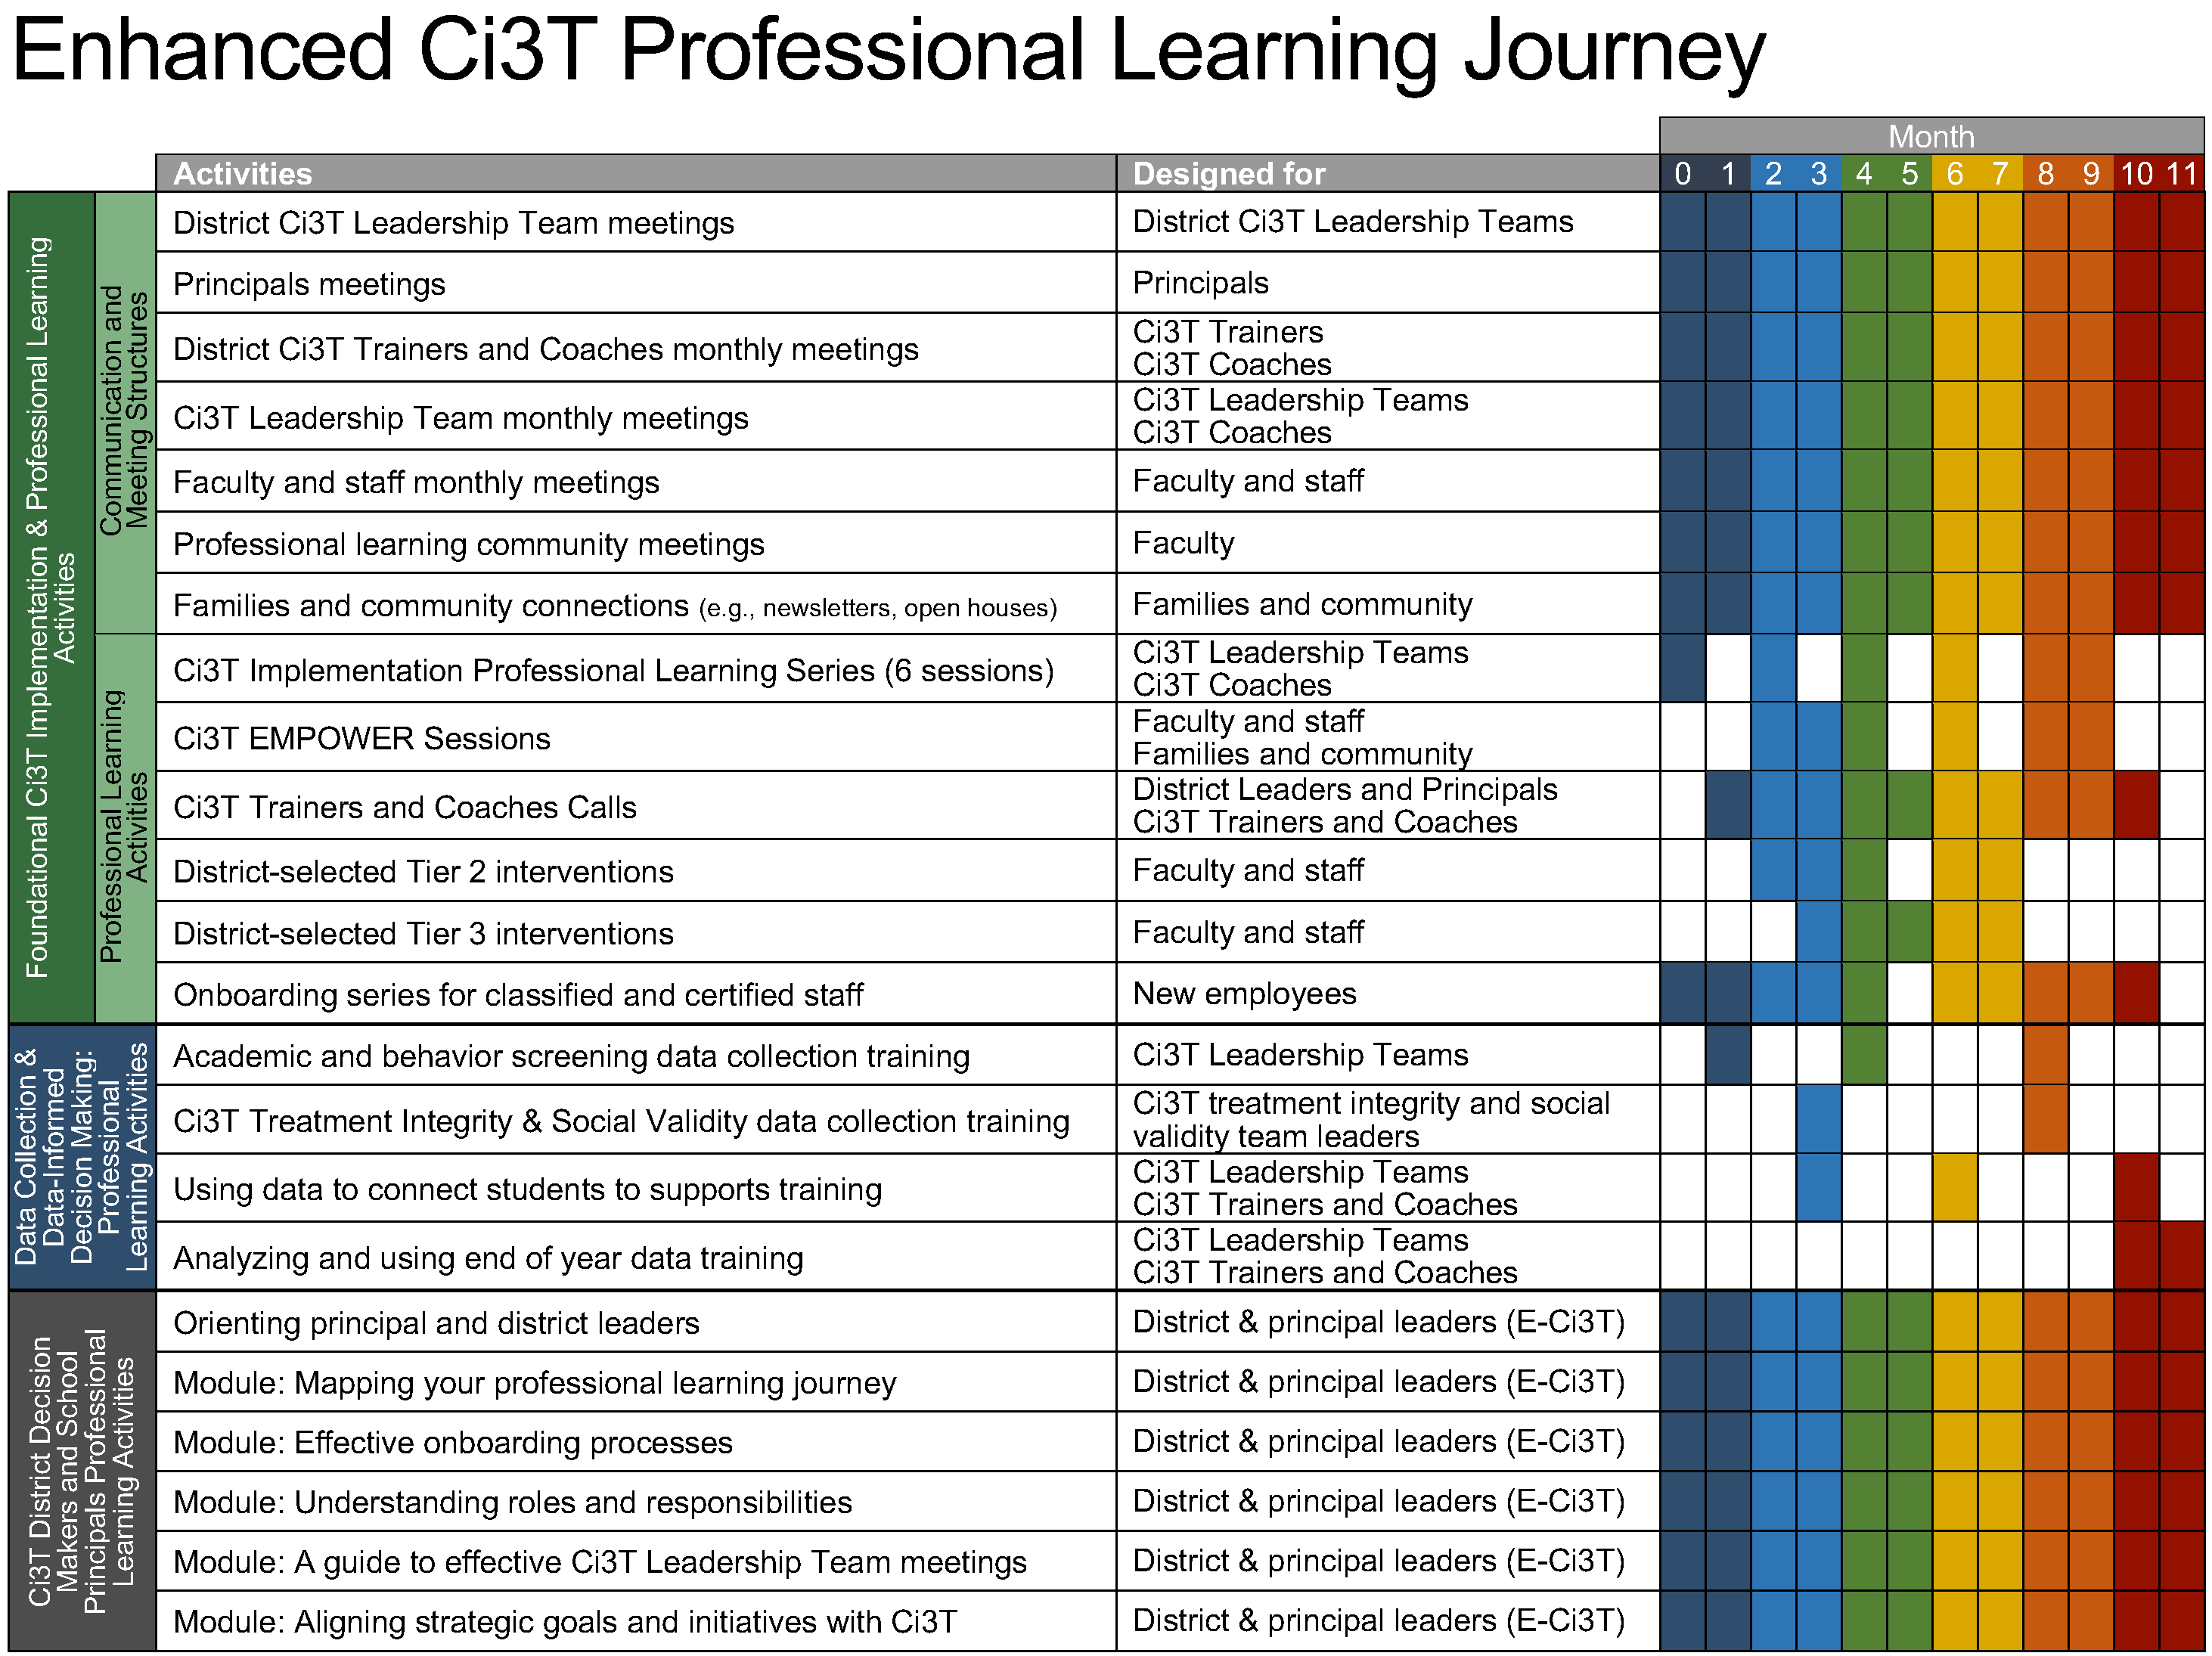 Enhanced Ci3T Professional Learning Journey
Month
Activities
Designed for
0 1 2 3 4 5 6 7 8 9 10 11
Foundational Ci3T Implementation & Professional Learning
Activities
Communication and
Meeting Structures
District Ci3T Leadership Team meetings
District Ci3T Leadership Teams
Principals meetings
Principals
District Ci3T Trainers and Coaches monthly meetings
Ci3T Trainers
Ci3T Coaches
Ci3T Leadership Team monthly meetings
Ci3T Leadership Teams
Ci3T Coaches
Faculty and staff monthly meetings
Faculty and staff
Professional learning community meetings
Faculty
Families and community connections (e.g., newsletters, open houses)
Families and community
Professional Learning
Activities
Ci3T Implementation Professional Learning Series (6 sessions)
Ci3T Leadership Teams
Ci3T Coaches
Ci3T EMPOWER Sessions
Faculty and staff
Families and community
Ci3T Trainers and Coaches Calls
District Leaders and Principals
Ci3T Trainers and Coaches
District-selected Tier 2 interventions
Faculty and staff
District-selected Tier 3 interventions
Faculty and staff
Onboarding series for classified and certified staff
New employees
Data Collection &
Data-Informed
Decision Making:
Professional
Learning Activities
Academic and behavior screening data collection training
Ci3T Leadership Teams
Ci3T Treatment Integrity & Social Validity data collection training
Ci3T treatment integrity and social
validity team leaders
Using data to connect students to supports training
Ci3T Leadership Teams
Ci3T Trainers and Coaches
Analyzing and using end of year data training
Ci3T Leadership Teams
Ci3T Trainers and Coaches
Ci3T District Decision
Makers and School
Principals Professional
Learning Activities
Orienting principal and district leaders
District & principal leaders (E-Ci3T)
Module: Mapping your professional learning journey
District & principal leaders (E-Ci3T)
Module: Effective onboarding processes
District & principal leaders (E-Ci3T)
Module: Understanding roles and responsibilities
District & principal leaders (E-Ci3T)
Module: A guide to effective Ci3T Leadership Team meetings
District & principal leaders (E-Ci3T)
Module: Aligning strategic goals and initiatives with Ci3T
District & principal leaders (E-Ci3T)